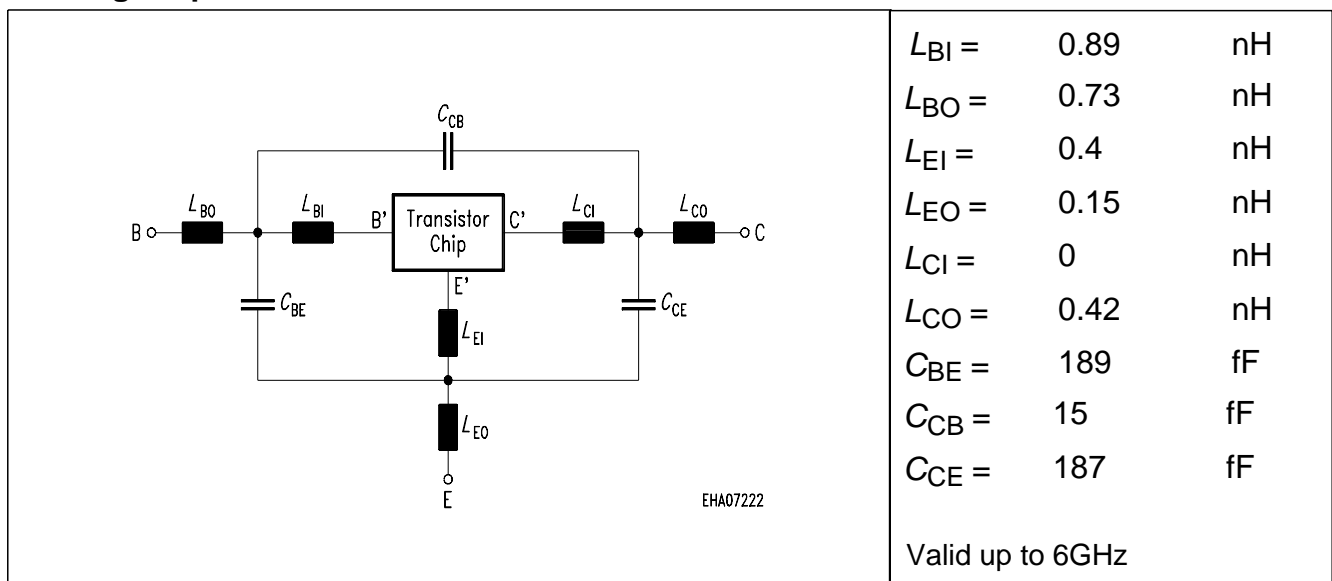 C_CB
L_BO
L_BI
B'
Transistor
Chip
C'
L_CI
L_CO
B
C
E'
C_BE
L_EI
C_CE
L_EO
E
EHA07222
L_BI = 0.89 nH
L_BO = 0.73 nH
L_EI = 0.4 nH
L_EO = 0.15 nH
L_CI = 0 nH
L_CO = 0.42 nH
C_BE = 189 fF
C_CB = 15 fF
C_CE = 187 fF
Valid up to 6GHz